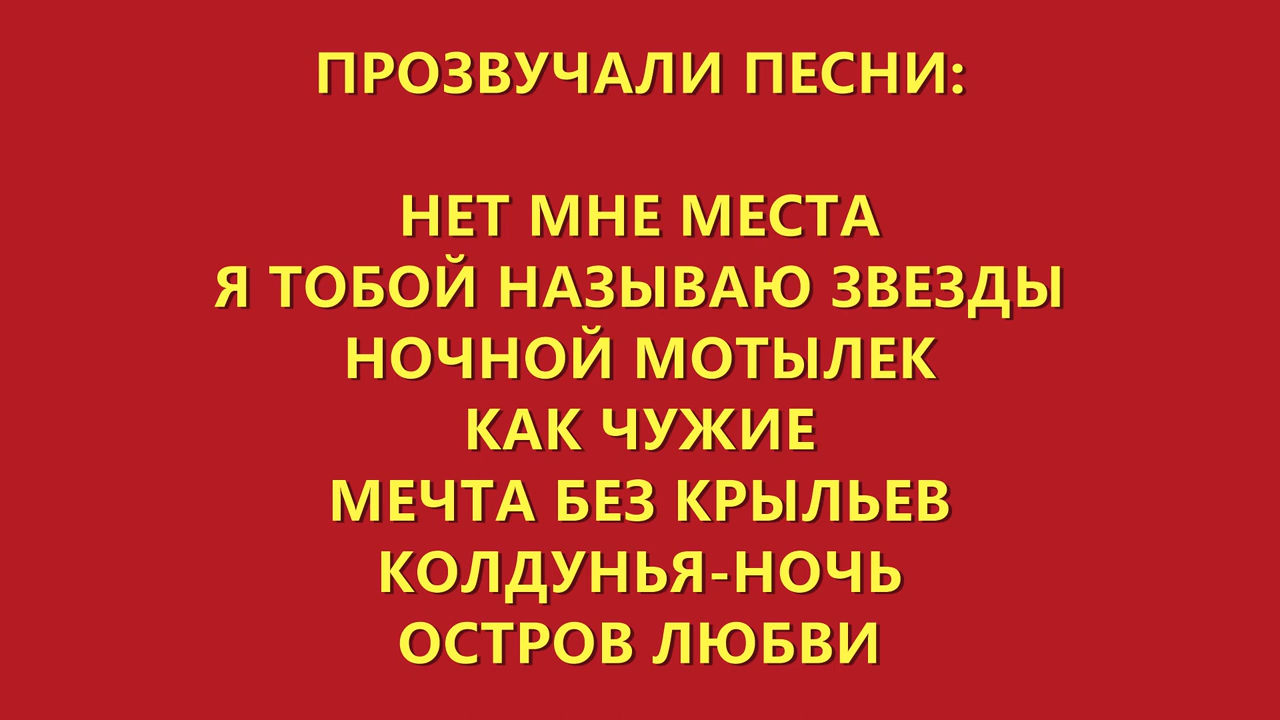 ПРОЗВУЧАЛИ ПЕСНИ:
НЕТ МНЕ МЕСТА
Я ТОБОЙ НАЗЫВАЮ ЗВЕЗДЫ
НОЧНОЙ МОТЫЛЕК
КАК ЧУЖИЕ
МЕЧТА БЕЗ КРЫЛЬЕВ
КОЛДУНЬЯ-НОЧЬ
ОСТРОВ ЛЮБВИ